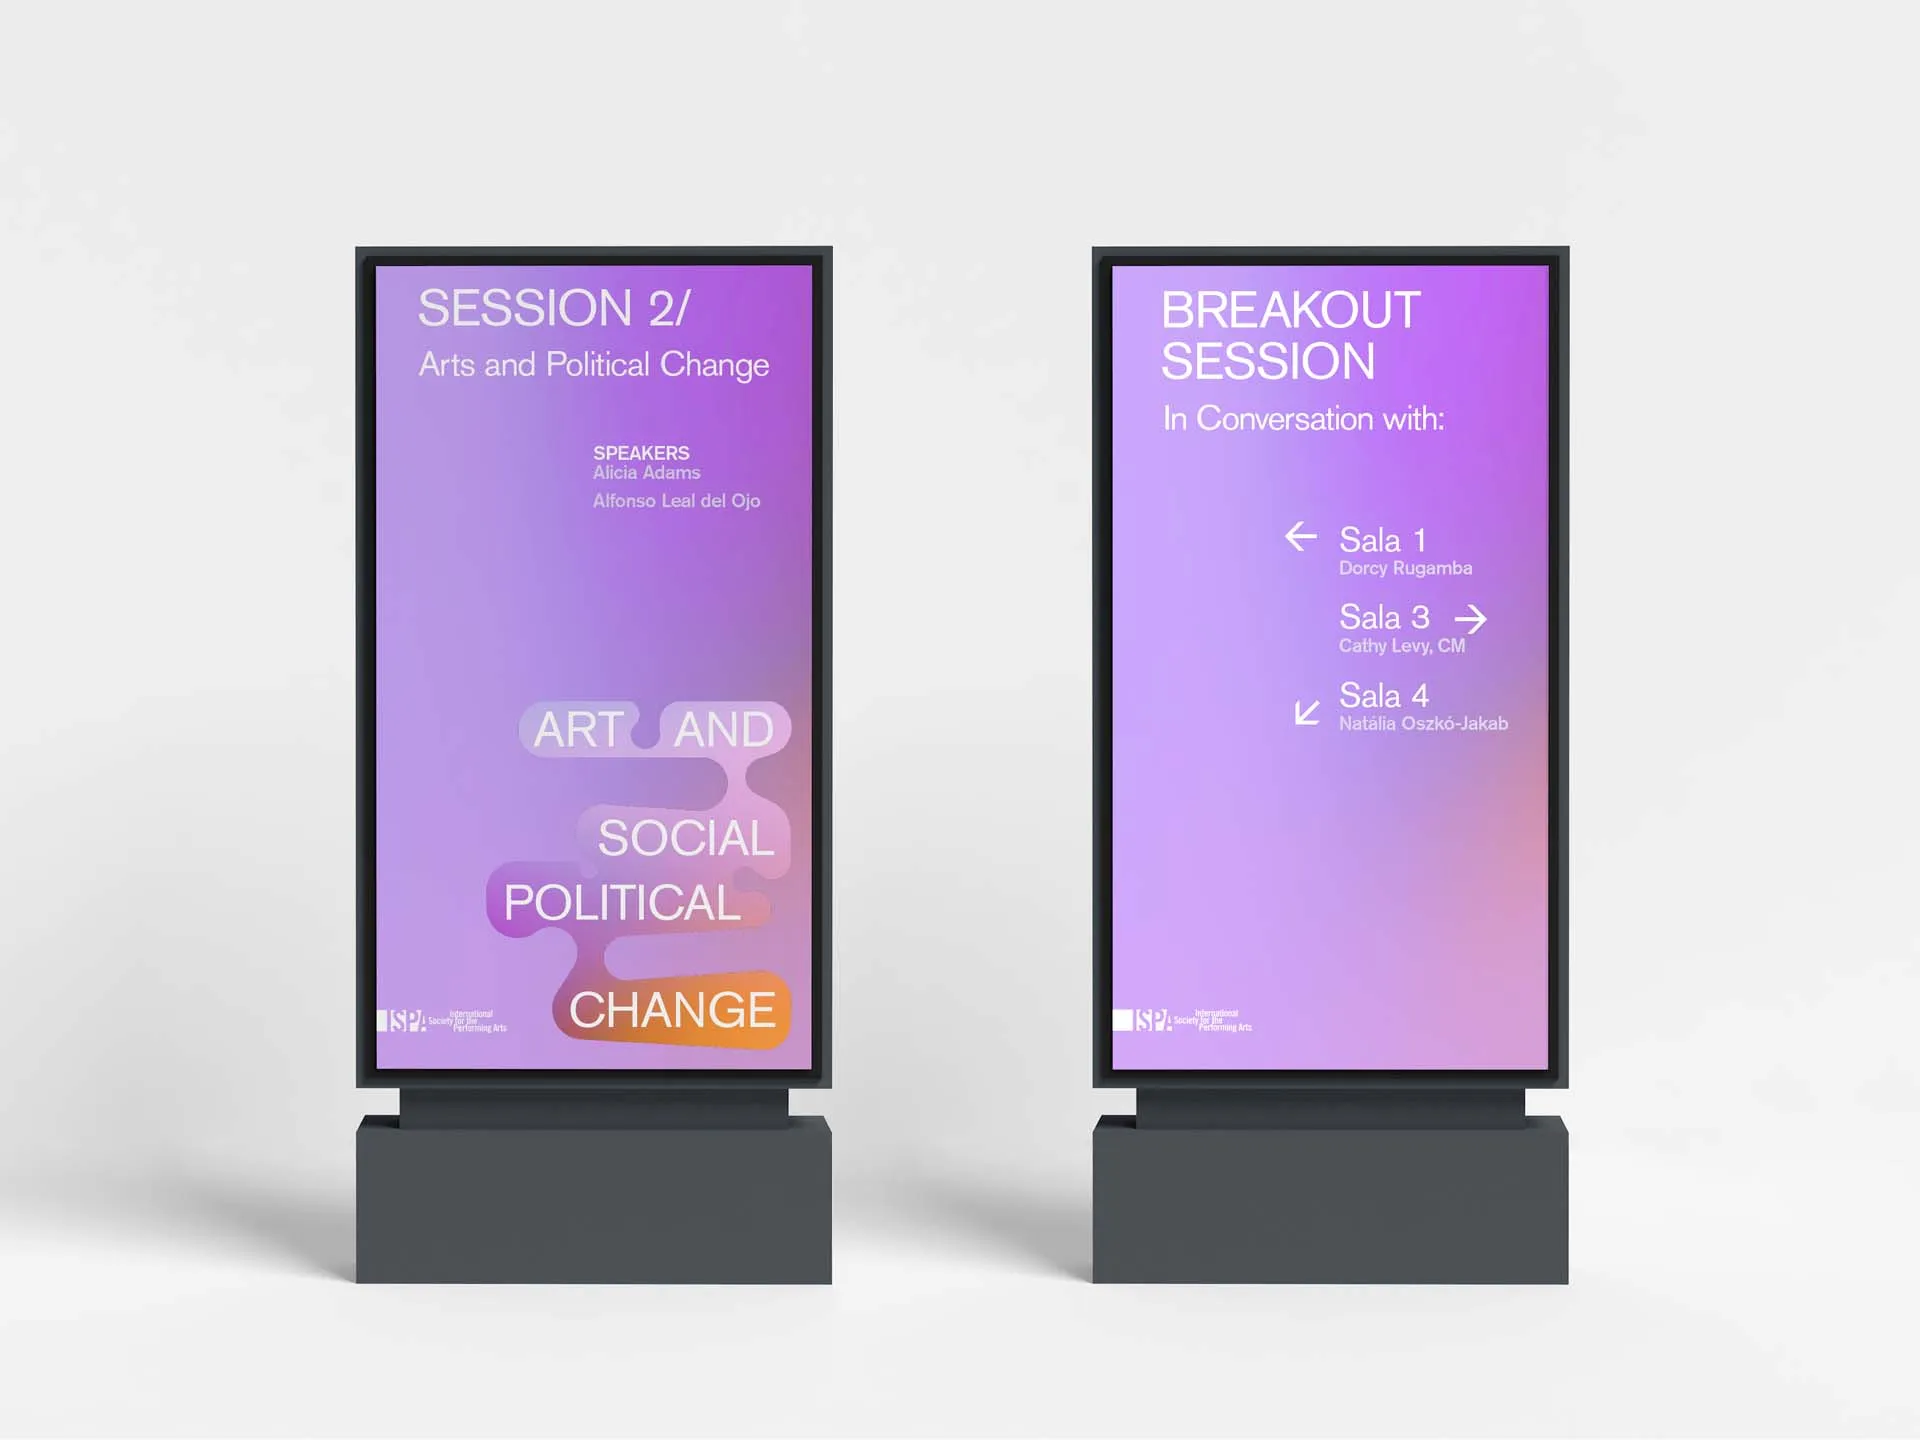 SESSION 2/
Arts and Political Change
SPEAKERS
Alicia Adams
Alfonso Leal del Ojo
ART AND
SOCIAL
POLITICAL
CHANGE
ISPA
International
Society for the
Performing Arts
BREAKOUT
SESSION
In Conversation with:
← Sala 1
Dorcy Rugamba
Sala 3 →
Cathy Levy, CM
↙ Sala 4
Natália Oszkó-Jakab
ISPA
International
Society for the
Performing Arts